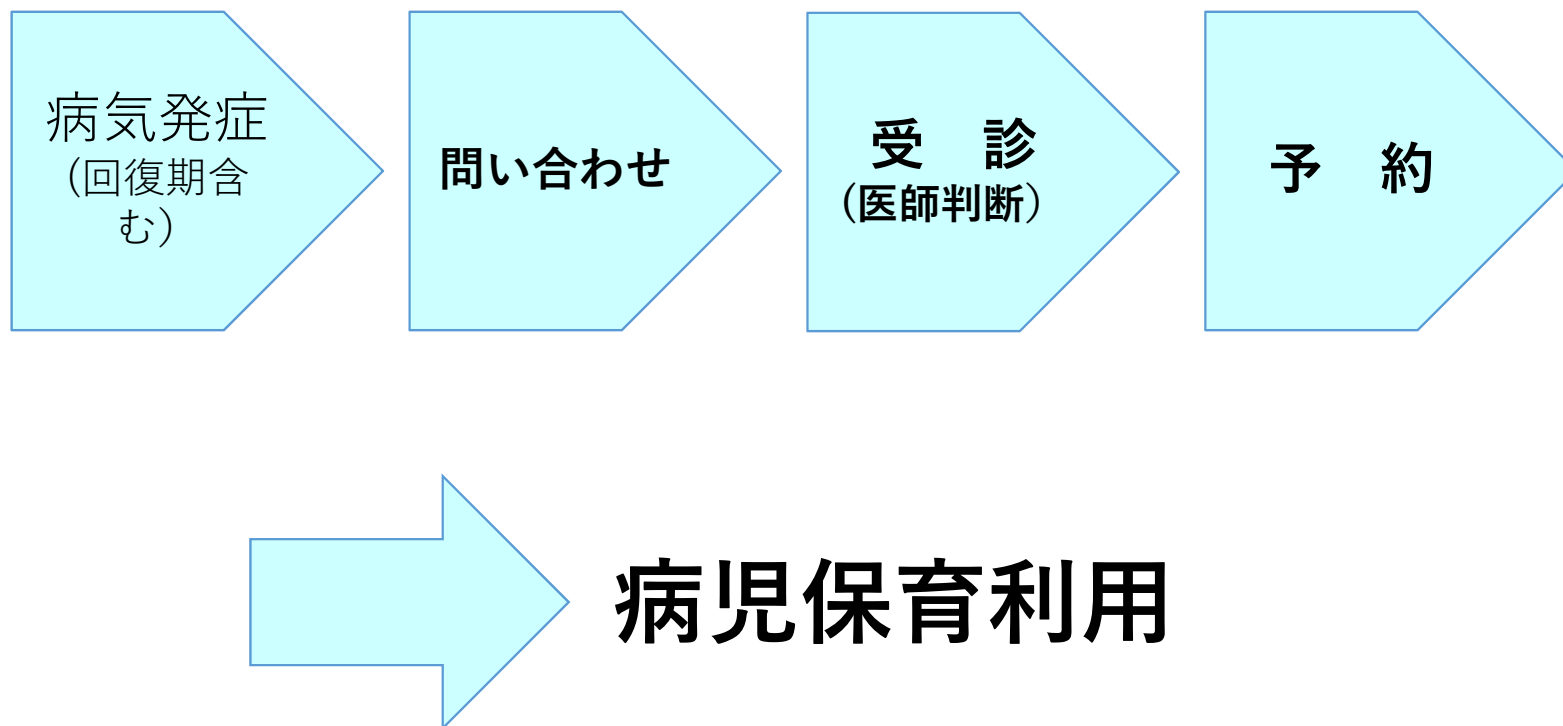 病気発症
(回復期含
む)
問い合わせ
受　診
(医師判断)
予　約
病児保育利用